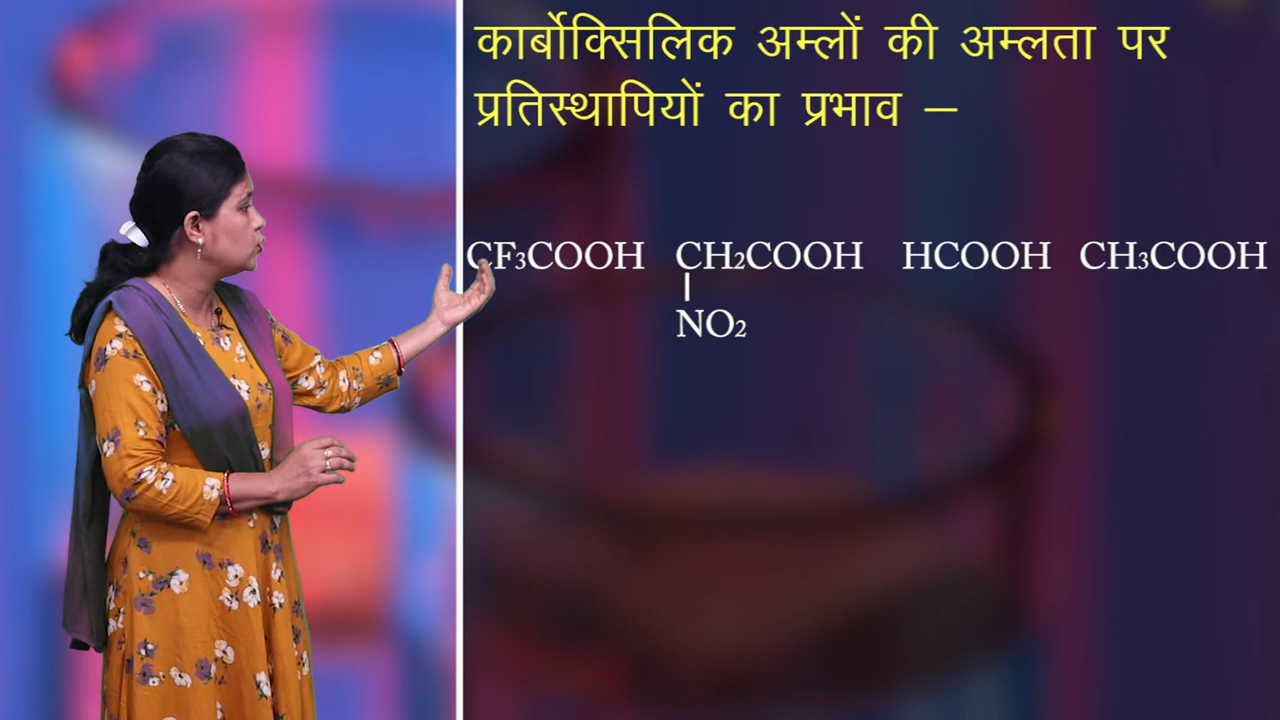 कार्बोक्सिलिक अम्लों की अम्लता पर
प्रतिस्थापियों का प्रभाव –
CF3COOH CH2COOH HCOOH CH3COOH
NO2